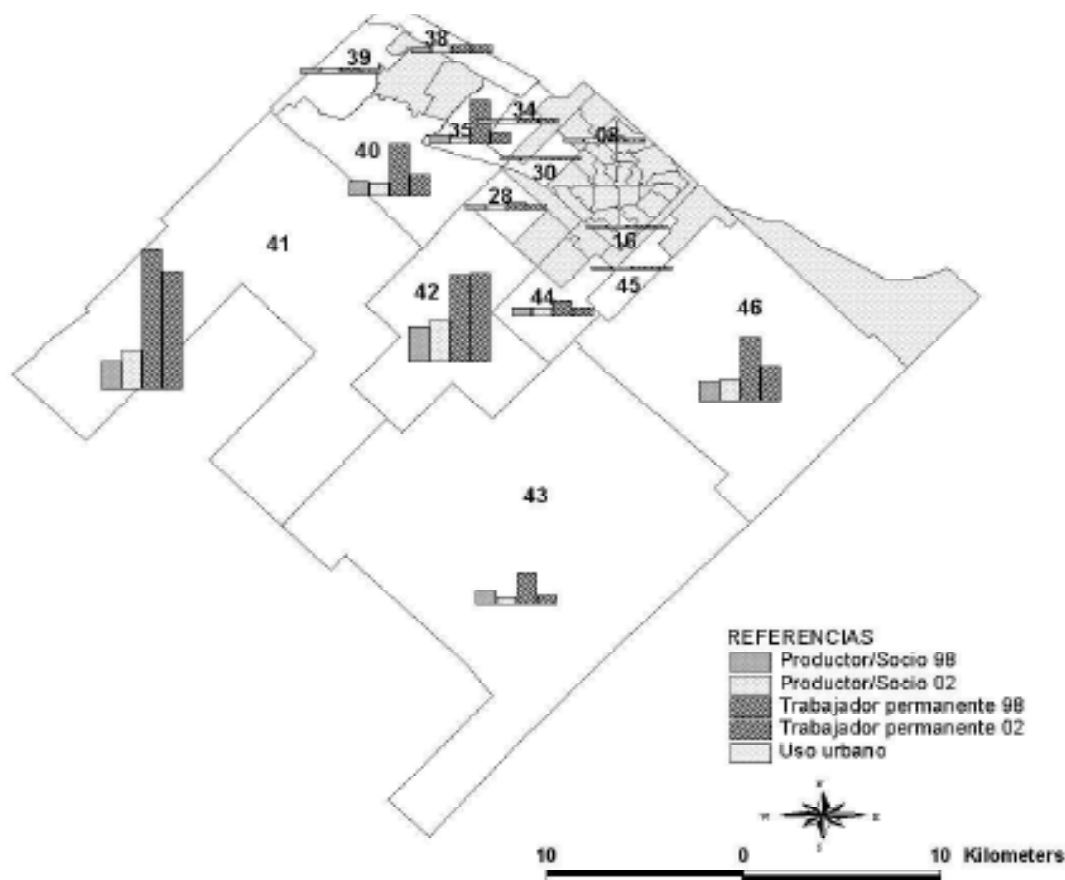 38
39
34
35
08
40
30
28
41
16
45
42
44
46
43
REFERENCIAS
Productor/Socio 98
Productor/Socio 02
Trabajador permanente 98
Trabajador permanente 02
Uso urbano
10 0 10 Kilometers